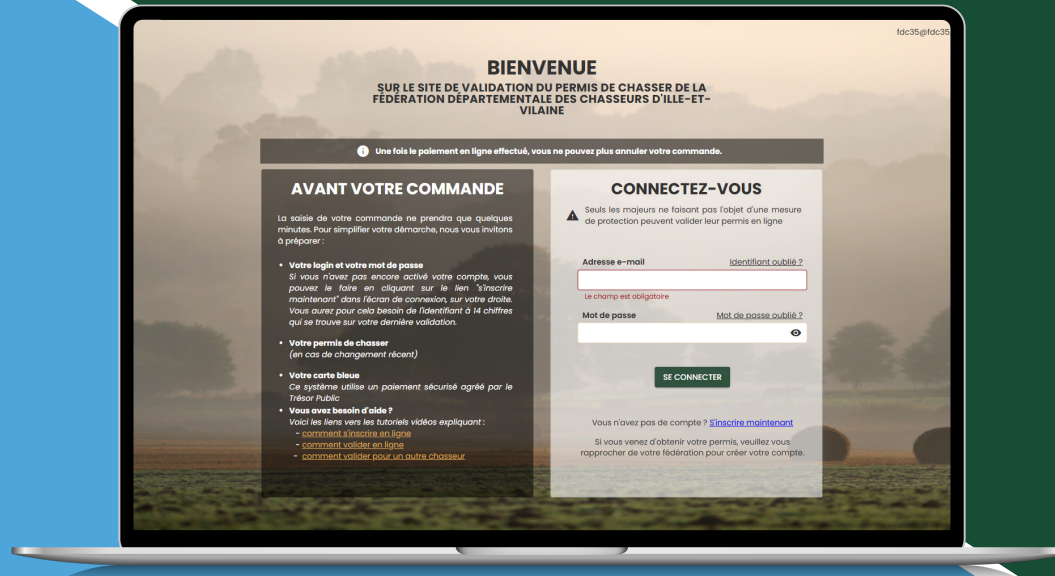 fdc35@fdc35
BIENVENUE
SUR LE SITE DE VALIDATION DU PERMIS DE CHASSER DE LA
FÉDÉRATION DÉPARTEMENTALE DES CHASSEURS D'ILLE-ET-
VILAINE
Une fois le paiement en ligne effectué, vous ne pouvez plus annuler votre commande.
AVANT VOTRE COMMANDE
La saisie de votre commande ne prendra que quelques
minutes. Pour simplifier votre démarche, nous vous invitons
à préparer :
• Votre login et votre mot de passe
Si vous n'avez pas encore activé votre compte, vous
pouvez le faire en cliquant sur le lien "s'inscrire
maintenant" dans l'écran de connexion, sur votre droite.
Vous aurez pour cela besoin de l'identifiant à 14 chiffres
qui se trouve sur votre dernière validation.
• Votre permis de chasser
(en cas de changement récent)
• Votre carte bleue
Ce système utilise un paiement sécurisé agréé par le
Trésor Public
• Vous avez besoin d'aide ?
Voici les liens vers les tutoriels vidéos expliquant :
- comment s'inscrire en ligne
- comment valider en ligne
- comment valider pour un autre chasseur
CONNECTEZ-VOUS
Seuls les majeurs ne faisant pas l'objet d'une mesure
de protection peuvent valider leur permis en ligne
Adresse e-mail Identifiant oublié ?
Le champ est obligatoire
Mot de passe Mot de passe oublié ?
SE CONNECTER
Vous n'avez pas de compte ? S'inscrire maintenant
Si vous venez d'obtenir votre permis, veuillez vous
rapprocher de votre fédération pour créer votre compte.